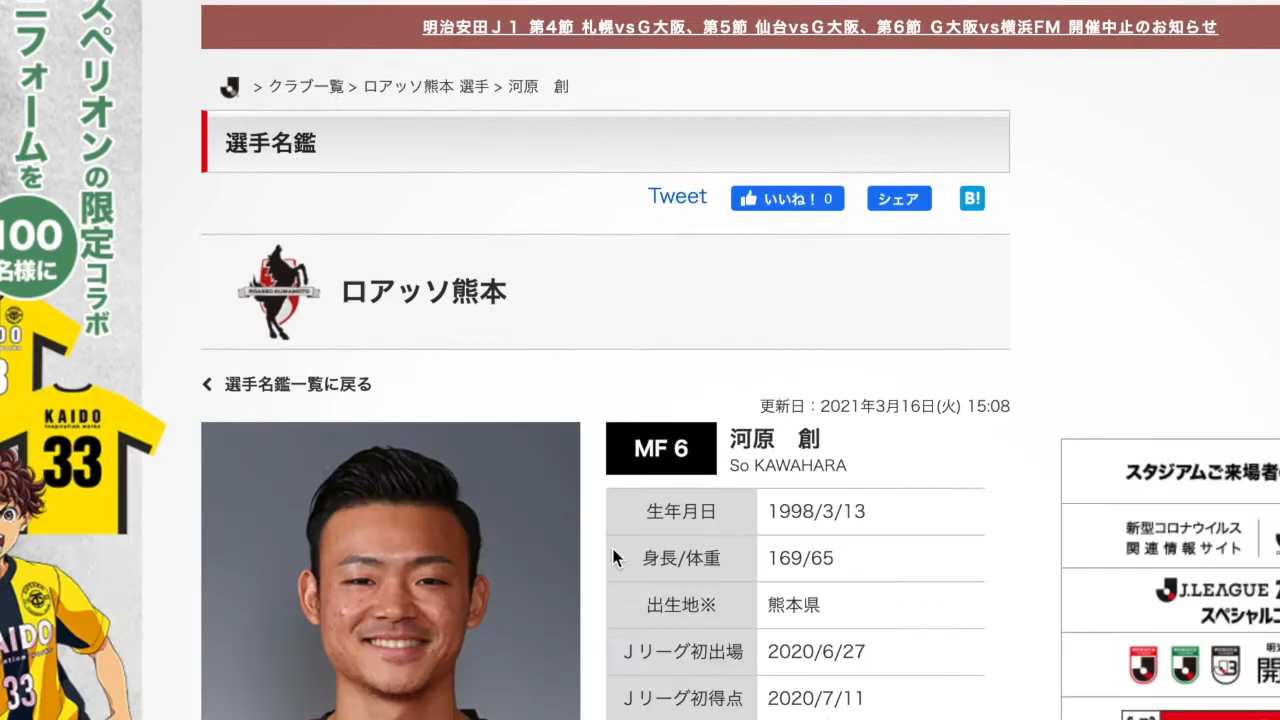 明治安田Ｊ１ 第4節 札幌vsＧ大阪、第5節 仙台vsＧ大阪、第6節 Ｇ大阪vs横浜FM 開催中止のお知らせ
スペリオンの限定コラボ
ニフォームを
100
名様に
KAIDO
33
> クラブ一覧 > ロアッソ熊本 選手 > 河原　創
選手名鑑
Tweet
いいね！ 0
シェア
B!
ロアッソ熊本
選手名鑑一覧に戻る
更新日：2021年3月16日(火) 15:08
MF 6
河原　創
So KAWAHARA
生年月日 1998/3/13
身長/体重 169/65
出生地※ 熊本県
Ｊリーグ初出場 2020/6/27
Ｊリーグ初得点 2020/7/11
スタジアムご来場者
新型コロナウイルス
関連情報サイト
J.LEAGUE
スペシャル
33